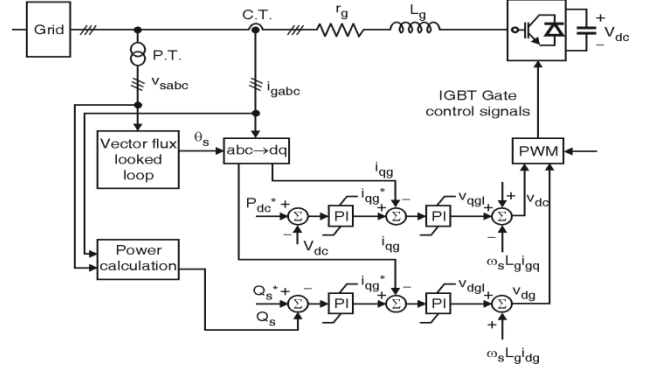 Grid
C.T.
r_g
L_g
+
V_dc
−
P.T.
v_sabc
i_gabc
IGBT Gate
control signals
Vector flux
looked
loop
θ_s
abc→dq
PWM
i_qg
P_dc* +
Σ
−
V_dc
PI
i_qg*
+
Σ
−
PI
v_qgl
+
Σ
+
−
v_dc
ω_sL_gi_gq
Power
calculation
i_qg
Q_s* +
Q_s
Σ
−
PI
i_qg*
+
Σ
−
PI
v_dgl
+
Σ
+
v_dg
ω_sL_gi_dg